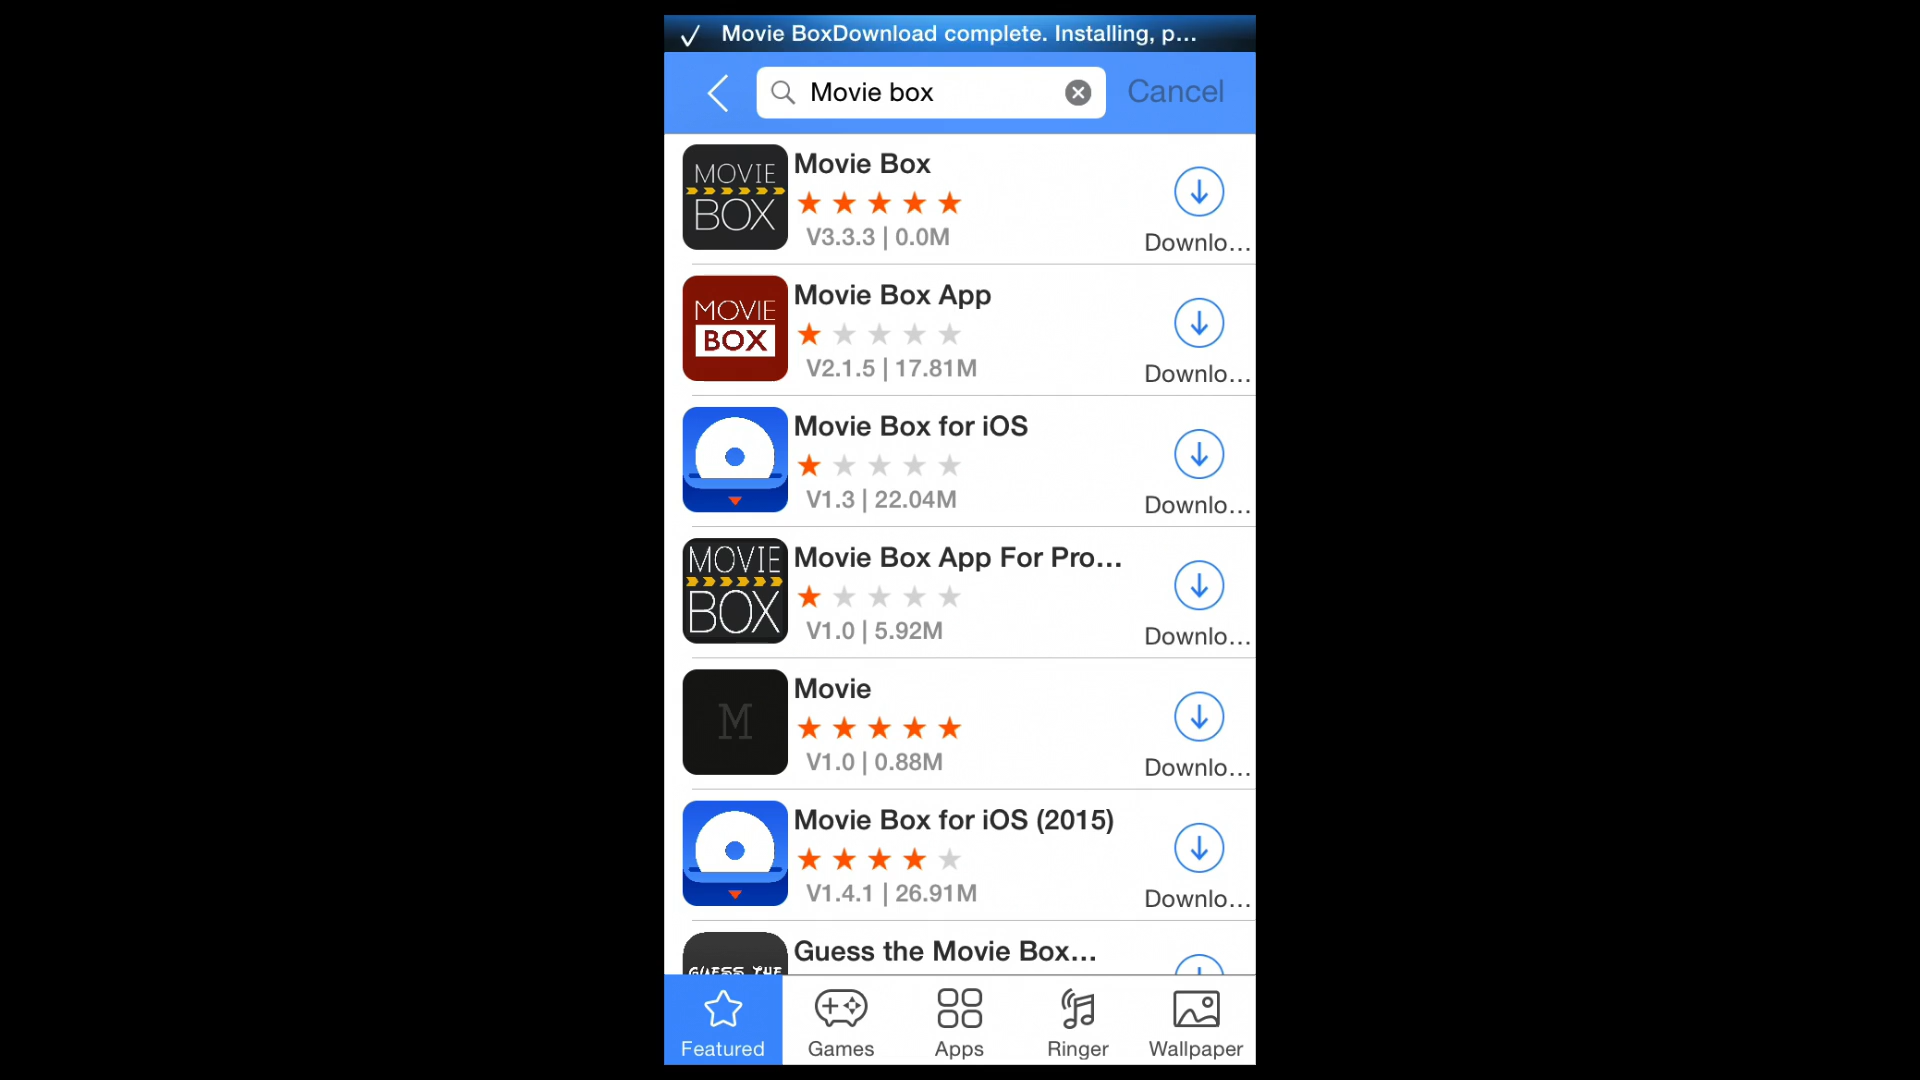 Movie BoxDownload complete. Installing, p...
Movie box
Cancel
MOVIE
BOX
Movie Box
V3.3.3 | 0.0M
Downlo...
MOVIE
BOX
Movie Box App
V2.1.5 | 17.81M
Downlo...
Movie Box for iOS
V1.3 | 22.04M
Downlo...
MOVIE
BOX
Movie Box App For Pro...
V1.0 | 5.92M
Downlo...
M
Movie
V1.0 | 0.88M
Downlo...
Movie Box for iOS (2015)
V1.4.1 | 26.91M
Downlo...
GUESS THE
Guess the Movie Box...
Featured
Games
Apps
Ringer
Wallpaper